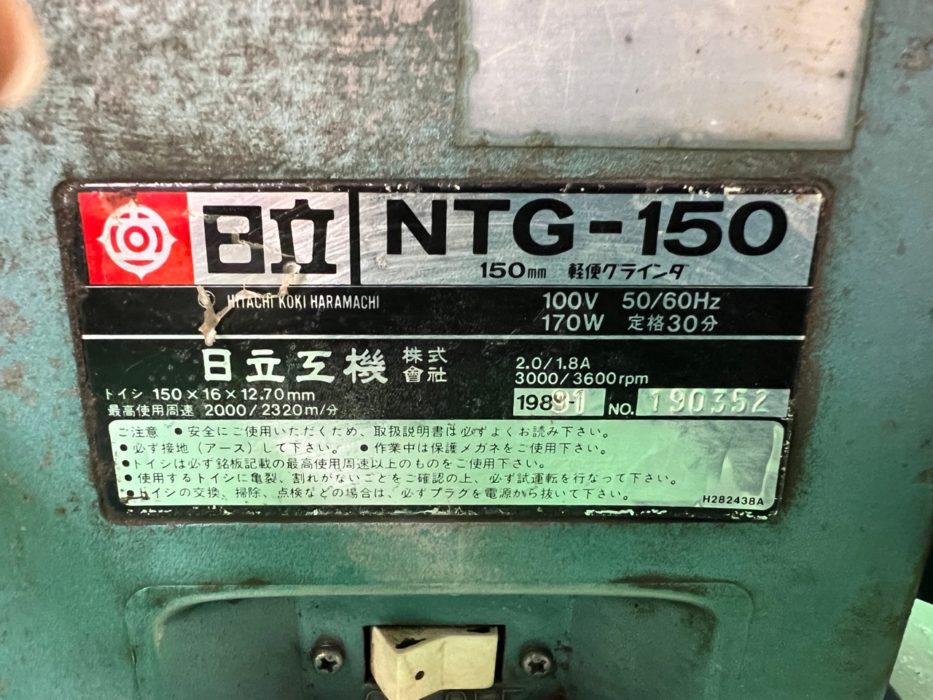 日立
NTG-150
150mm 軽便グラインダ
HITACHI KOKI HARAMACHI
100V 50/60Hz
170W 定格30分
日立工機 株式會社
2.0/1.8A
3000/3600rpm
トイシ 150×16×12.70mm
最高使用周速 2000/2320m/分
NO. 190352
ご注意 ●安全にご使用いただくため、取扱説明書は必ずよくお読み下さい。
●必ず接地(アース)して下さい。 ●作業中は保護メガネをご使用下さい。
●トイシは必ず銘板記載の最高使用周速以上のものをご使用下さい。
●使用するトイシに亀裂、割れがないことをご確認の上、必ず試運転を行なって下さい。
●トイシの交換、掃除、点検などの場合は、必ずプラグを電源から抜いて下さい。
H282438A